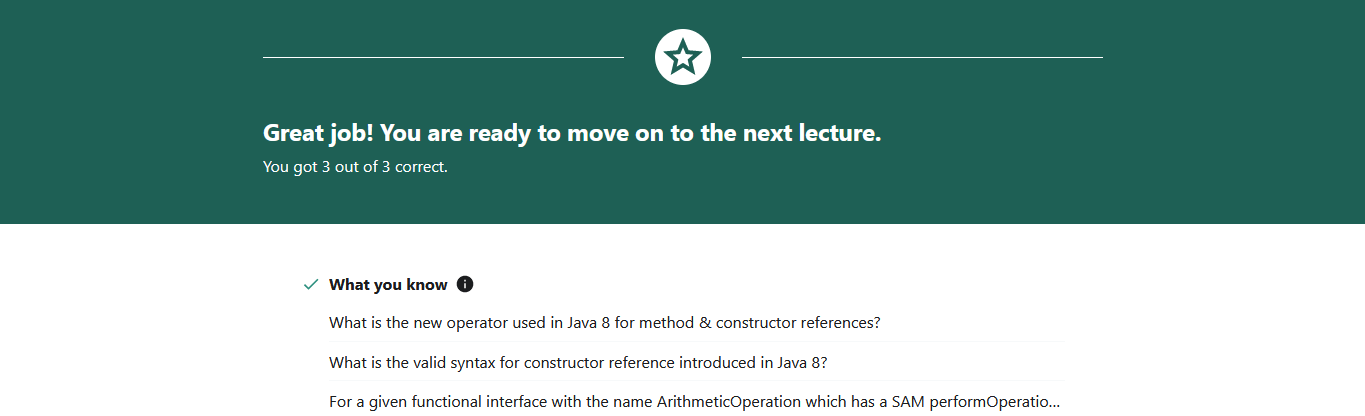 Great job! You are ready to move on to the next lecture.
You got 3 out of 3 correct.
What you know
What is the new operator used in Java 8 for method & constructor references?
What is the valid syntax for constructor reference introduced in Java 8?
For a given functional interface with the name ArithmeticOperation which has a SAM performOperatio...